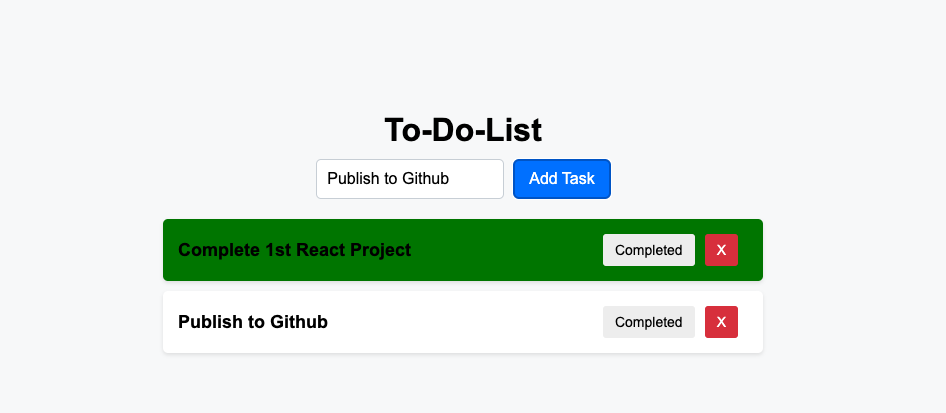 To-Do-List
Publish to Github Add Task
Complete 1st React Project Completed X
Publish to Github Completed X